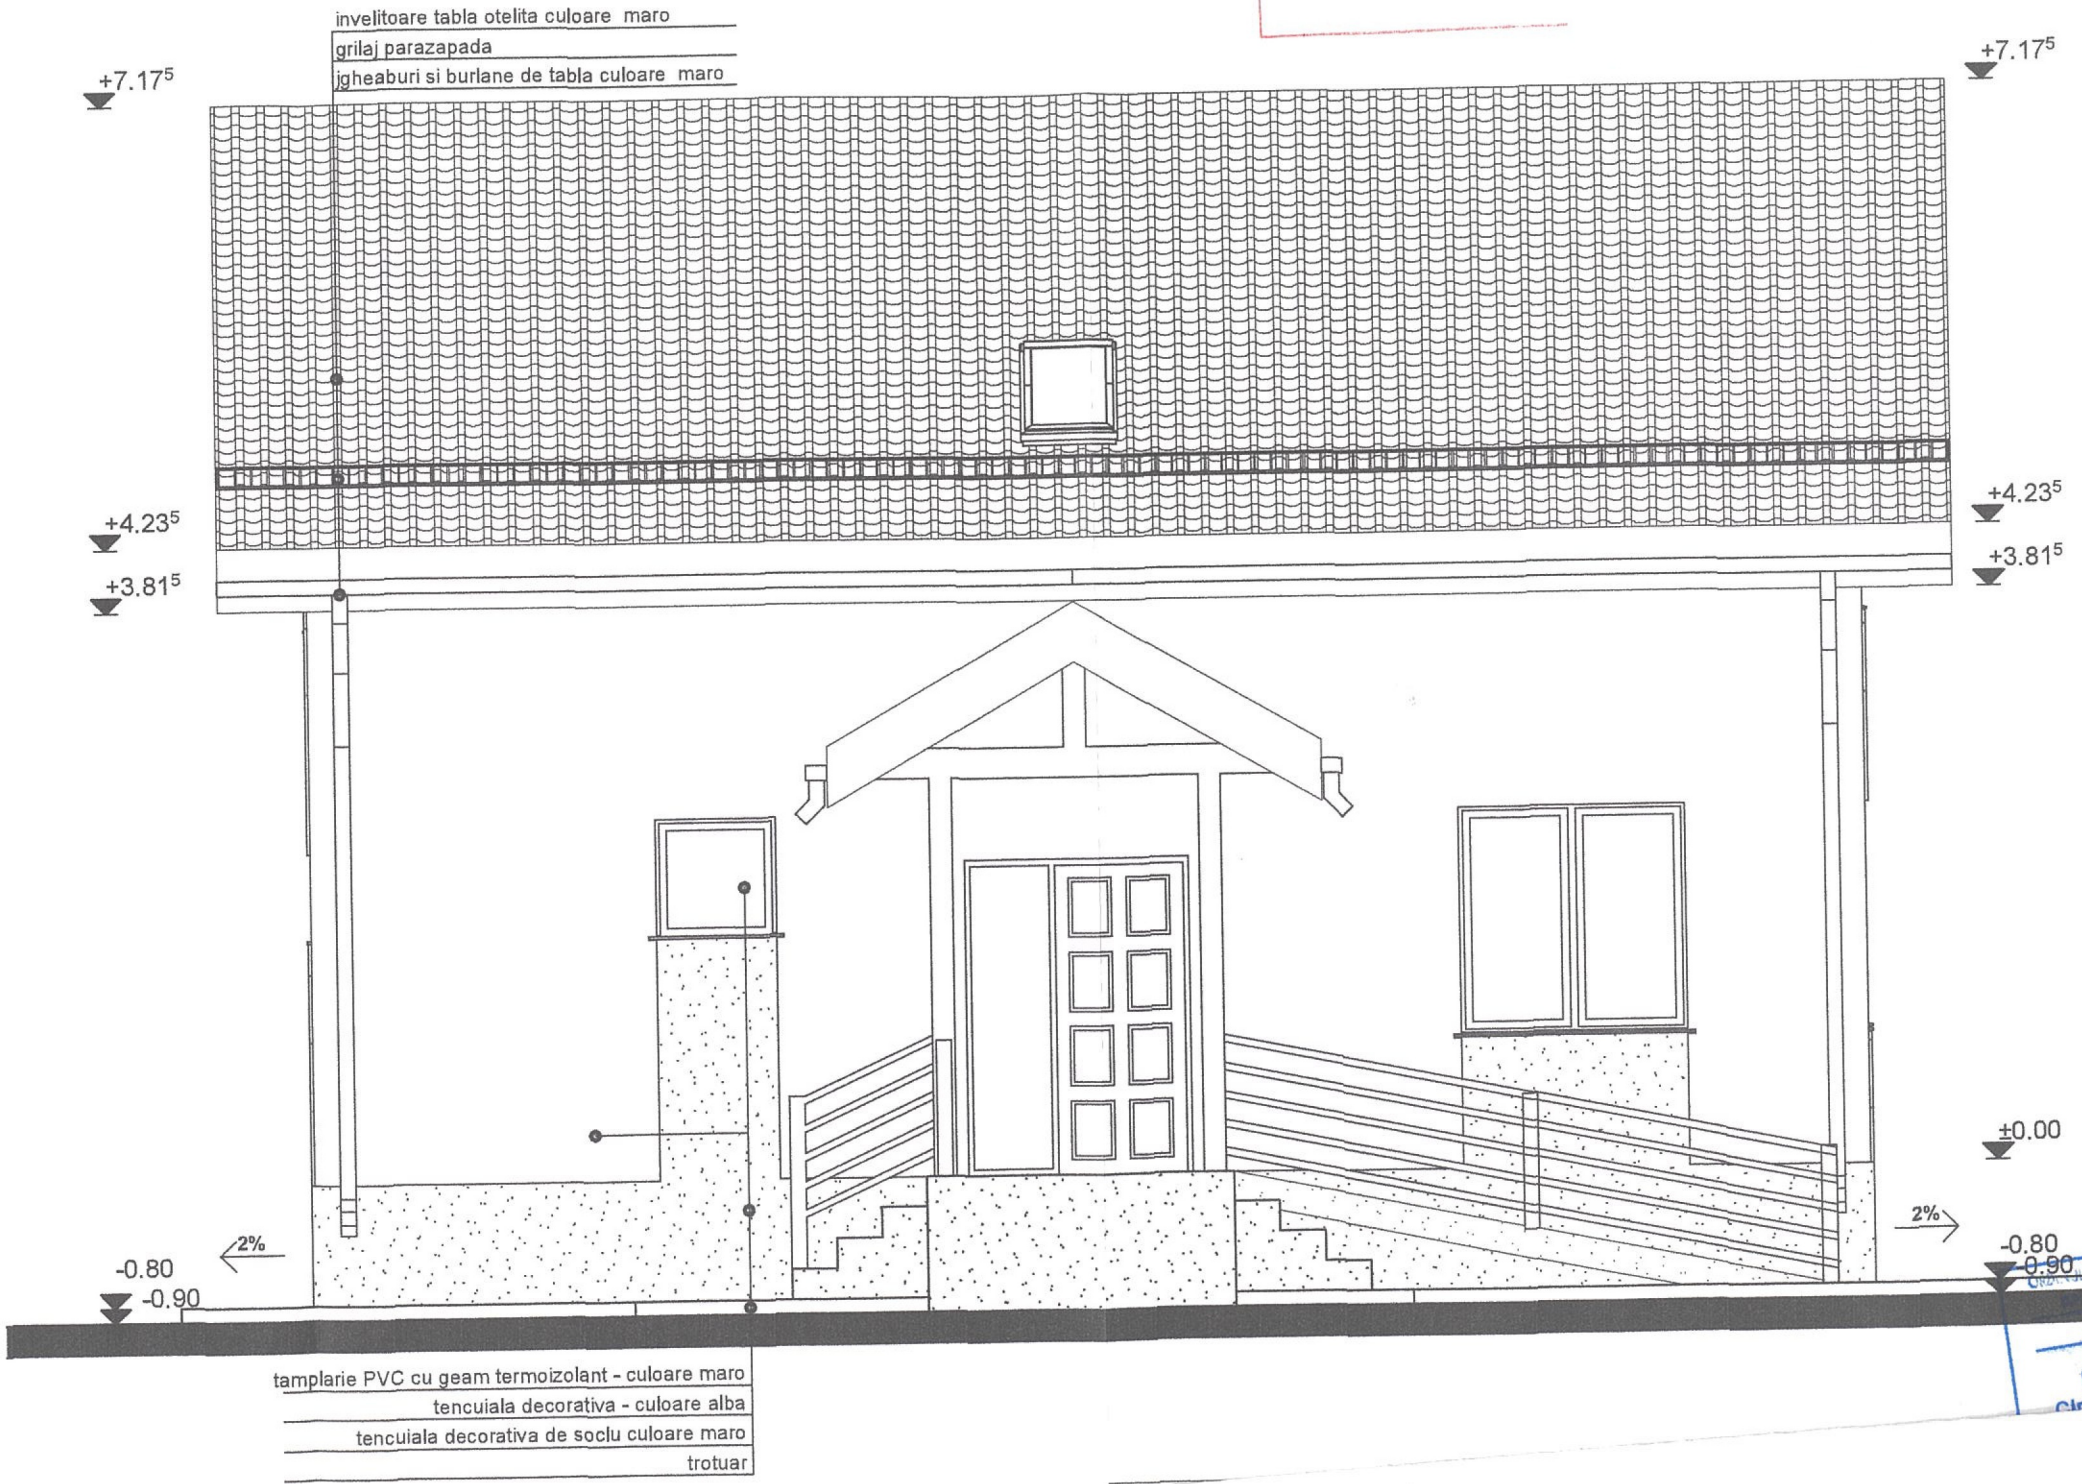 invelitoare tabla otelita culoare maro
grilaj parazapada
jgheaburi si burlane de tabla culoare maro
+7.17⁵
+7.17⁵
+4.23⁵
+4.23⁵
+3.81⁵
+3.81⁵
±0.00
2%
2%
-0.80
-0.90
-0.80
-0.90
tamplarie PVC cu geam termoizolant - culoare maro
tencuiala decorativa - culoare alba
tencuiala decorativa de soclu culoare maro
trotuar